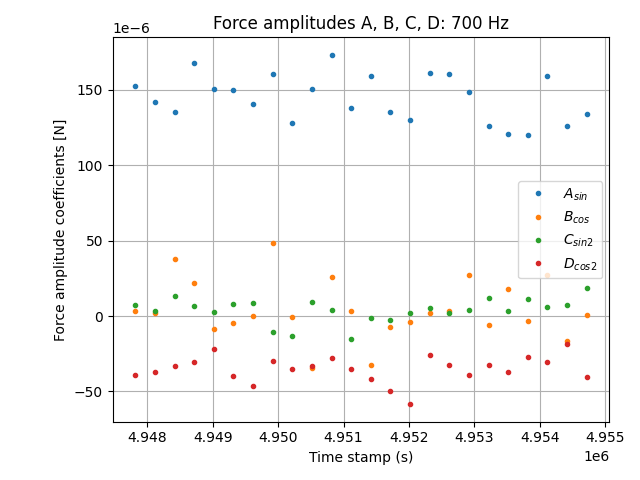 Force amplitudes A, B, C, D: 700 Hz
1e−6
150
100
50
0
−50
Force amplitude coefficients [N]
A_sin
B_cos
C_sin2
D_cos2
4.948 4.949 4.950 4.951 4.952 4.953 4.954 4.955
1e6
Time stamp (s)